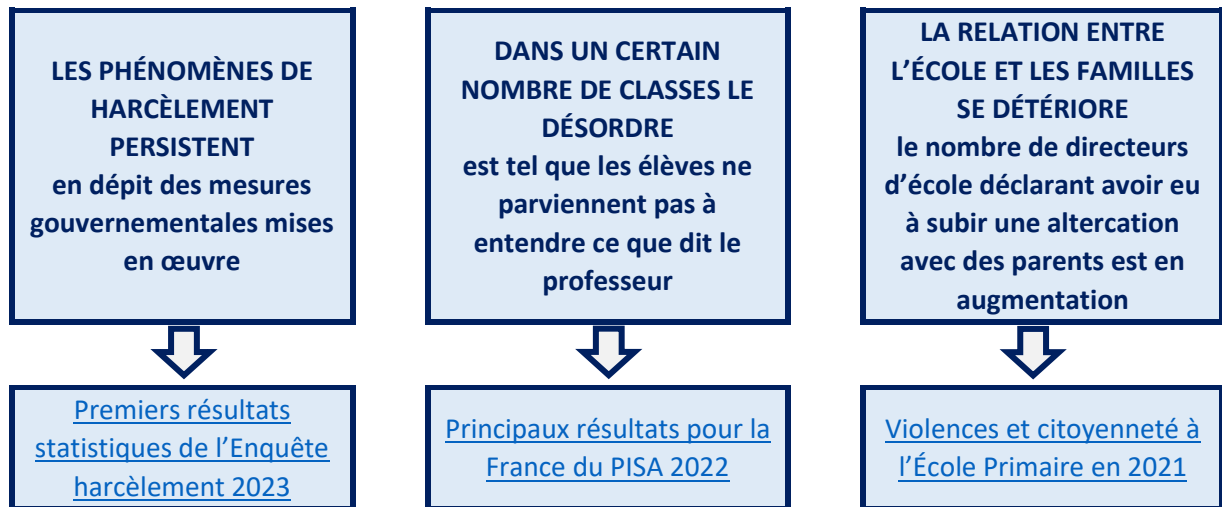 LES PHÉNOMÈNES DE
HARCÈLEMENT
PERSISTENT
en dépit des mesures
gouvernementales mises
en œuvre
DANS UN CERTAIN
NOMBRE DE CLASSES LE
DÉSORDRE
est tel que les élèves ne
parviennent pas à
entendre ce que dit le
professeur
LA RELATION ENTRE
L’ÉCOLE ET LES FAMILLES
SE DÉTÉRIORE
le nombre de directeurs
d’école déclarant avoir eu
à subir une altercation
avec des parents est en
augmentation
Premiers résultats
statistiques de l’Enquête
harcèlement 2023
Principaux résultats pour la
France du PISA 2022
Violences et citoyenneté à
l’École Primaire en 2021